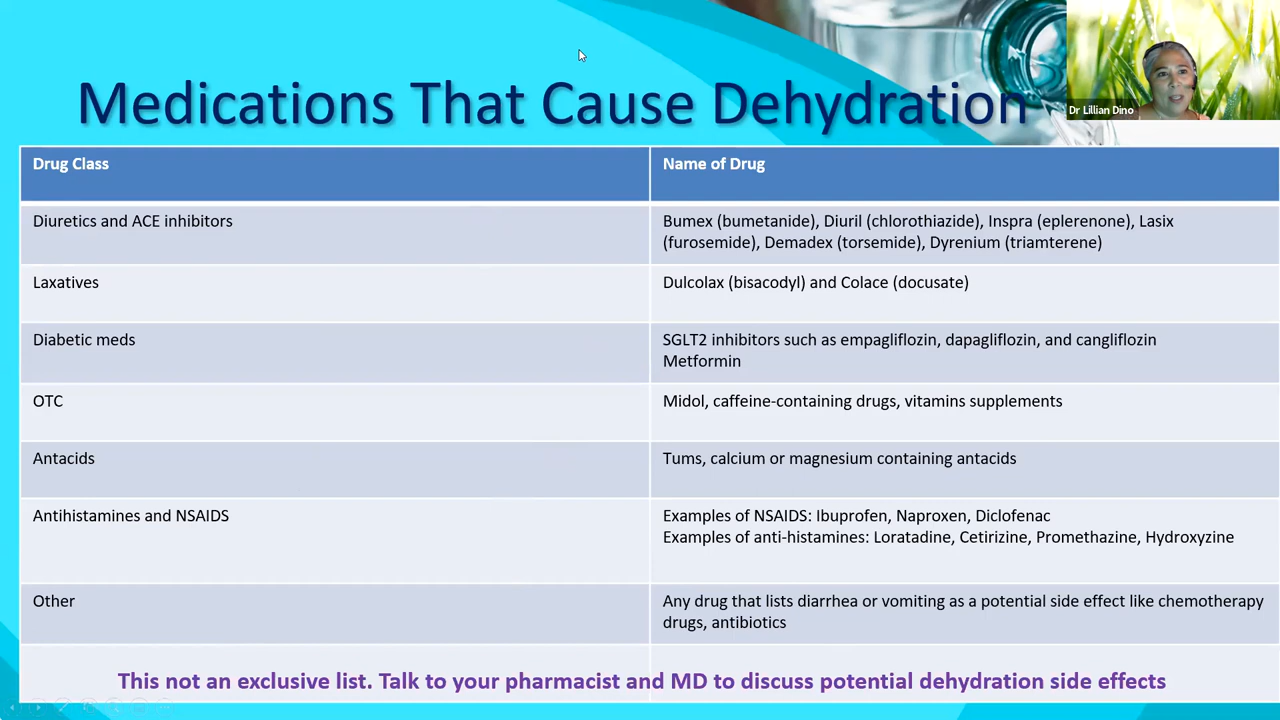 Medications That Cause Dehydration
Dr Lillian Dino
Drug Class
Name of Drug
Diuretics and ACE inhibitors
Bumex (bumetanide), Diuril (chlorothiazide), Inspra (eplerenone), Lasix
(furosemide), Demadex (torsemide), Dyrenium (triamterene)
Laxatives
Dulcolax (bisacodyl) and Colace (docusate)
Diabetic meds
SGLT2 inhibitors such as empagliflozin, dapagliflozin, and cangliflozin
Metformin
OTC
Midol, caffeine-containing drugs, vitamins supplements
Antacids
Tums, calcium or magnesium containing antacids
Antihistamines and NSAIDS
Examples of NSAIDS: Ibuprofen, Naproxen, Diclofenac
Examples of anti-histamines: Loratadine, Cetirizine, Promethazine, Hydroxyzine
Other
Any drug that lists diarrhea or vomiting as a potential side effect like chemotherapy
drugs, antibiotics
This not an exclusive list. Talk to your pharmacist and MD to discuss potential dehydration side effects